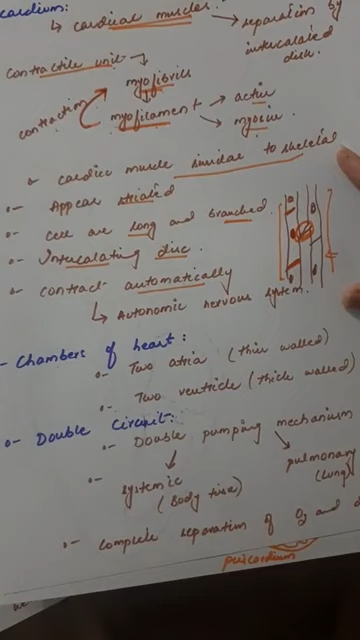 cardium:
↳ cardiac muscles. → separation by
intercalated disk.
contractile unit →
myofibrils
contraction
myofilament → actin
→ myosin.
cardiac muscle similar to skeletal
Appear striated
cell are long and branched.
Intercalating disc.
contract automatically
↳ Autonomic nervous system.
- Chambers of heart:
Two atria (thin walled)
Two ventricle (thick walled)
Double Circuit:
Double pumping mechanism
pulmonary
(lung)
systemic
(Body tissue)
complete separation of O2 and
pericardium